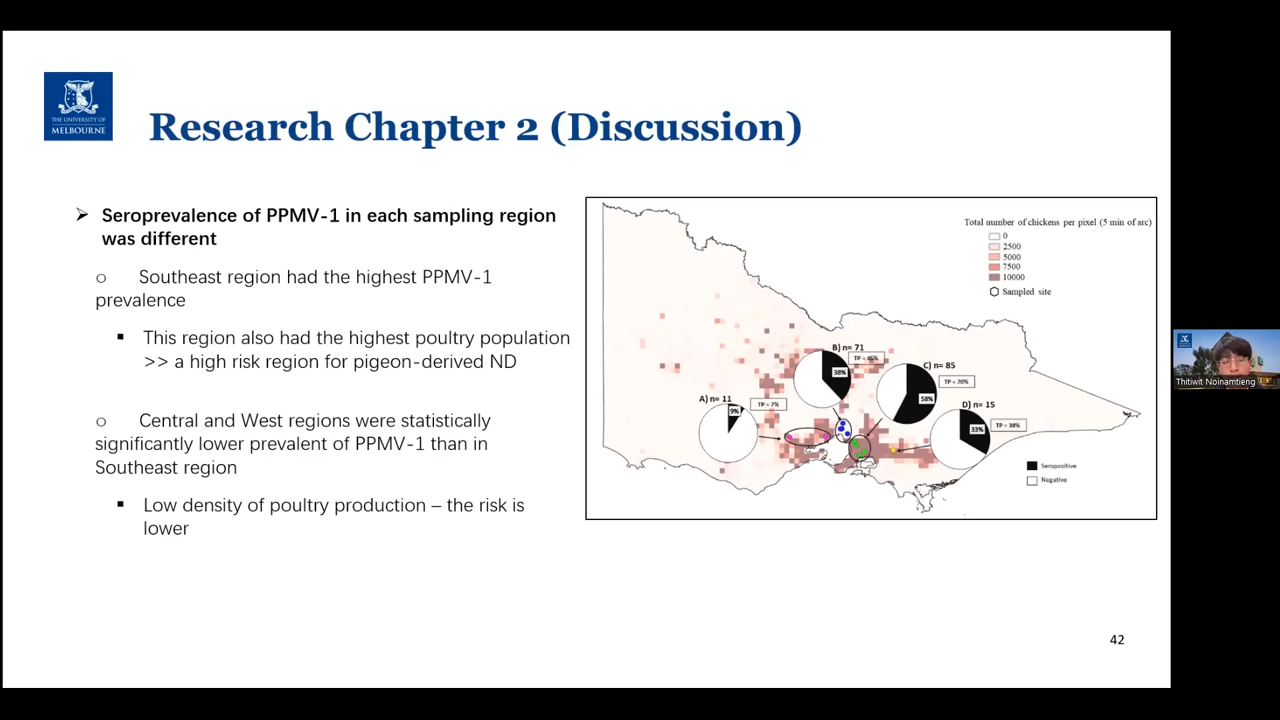 THE UNIVERSITY OF
MELBOURNE
Research Chapter 2 (Discussion)
➢ Seroprevalence of PPMV-1 in each sampling region
was different
o Southeast region had the highest PPMV-1
prevalence
▪ This region also had the highest poultry population
>> a high risk region for pigeon-derived ND
o Central and West regions were statistically
significantly lower prevalent of PPMV-1 than in
Southeast region
▪ Low density of poultry production – the risk is
lower
Total number of chickens per pixel (5 min of arc)
0
2500
5000
7500
10000
Sampled site
A) n= 11
TP = 7%
9%
B) n= 71
TP = 45%
38%
C) n= 85
TP = 70%
58%
D) n= 15
TP = 39%
33%
Seropositive
Negative
42
Thitiwit Noinamtieng